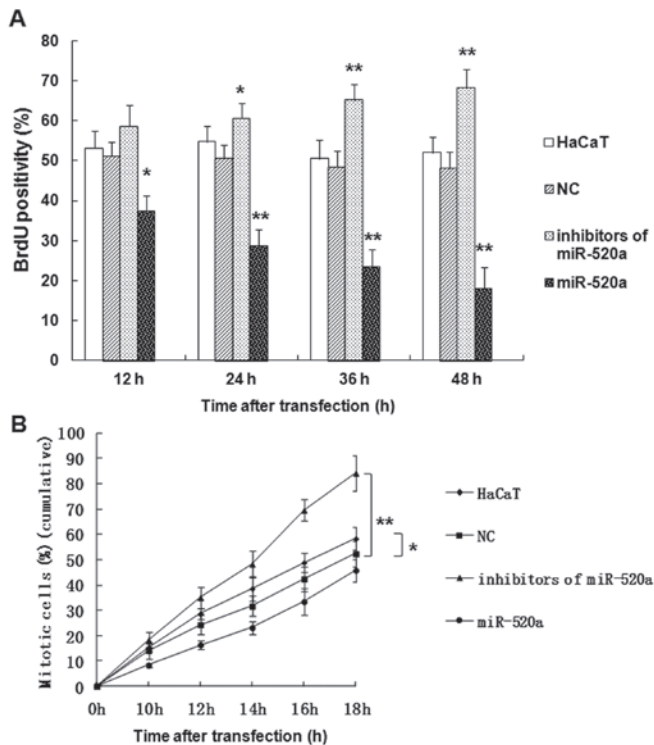 A
BrdU positivity (%)
80
70
60
50
40
30
20
10
0
*
*
**
**
**
**
**
12 h
24 h
36 h
48 h
Time after transfection (h)
HaCaT
NC
inhibitors of
miR-520a
miR-520a
B
Mitotic cells (%) (cumulative)
100
90
80
70
60
50
40
30
20
10
0
**
*
0h
10h
12h
14h
16h
18h
Time after transfection (h)
HaCaT
NC
inhibitors of miR-520a
miR-520a